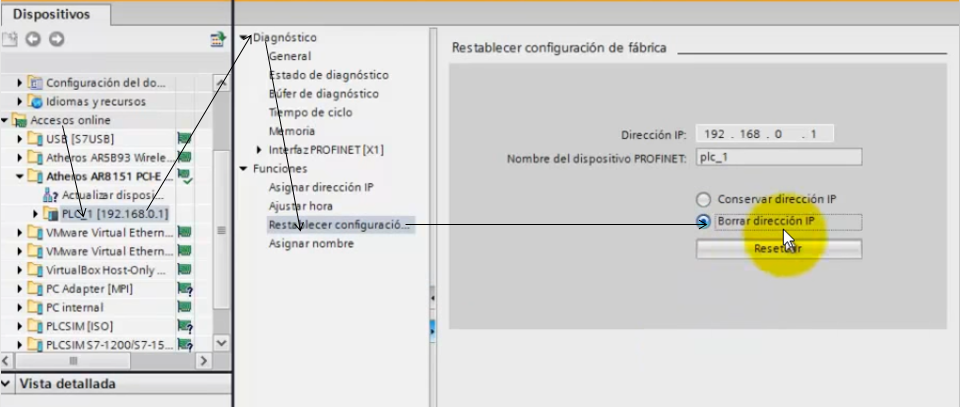 Dispositivos
Configuración del do...
Idiomas y recursos
Accesos online
USB [S7USB]
Atheros AR5B93 Wirele...
Atheros AR8151 PCI-E ...
Actualizar disposi...
PLC_1 [192.168.0.1]
VMware Virtual Ethern...
VMware Virtual Ethern...
VirtualBox Host-Only ...
PC Adapter [MPI]
PC internal
PLCSIM [ISO]
PLCSIM S7-1200/S7-15...
Vista detallada
Diagnóstico
General
Estado de diagnóstico
Búfer de diagnóstico
Tiempo de ciclo
Memoria
Interfaz PROFINET [X1]
Funciones
Asignar dirección IP
Ajustar hora
Restablecer configuració...
Asignar nombre
Restablecer configuración de fábrica
Dirección IP: 192 . 168 . 0 . 1
Nombre del dispositivo PROFINET: plc_1
Conservar dirección IP
Borrar dirección IP
Resetear